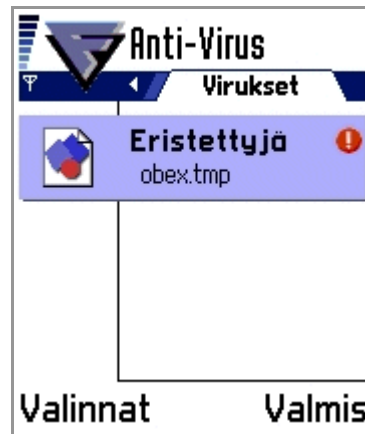 Anti-Virus
Virukset
Eristettyjä
obex.tmp
Valinnat Valmis